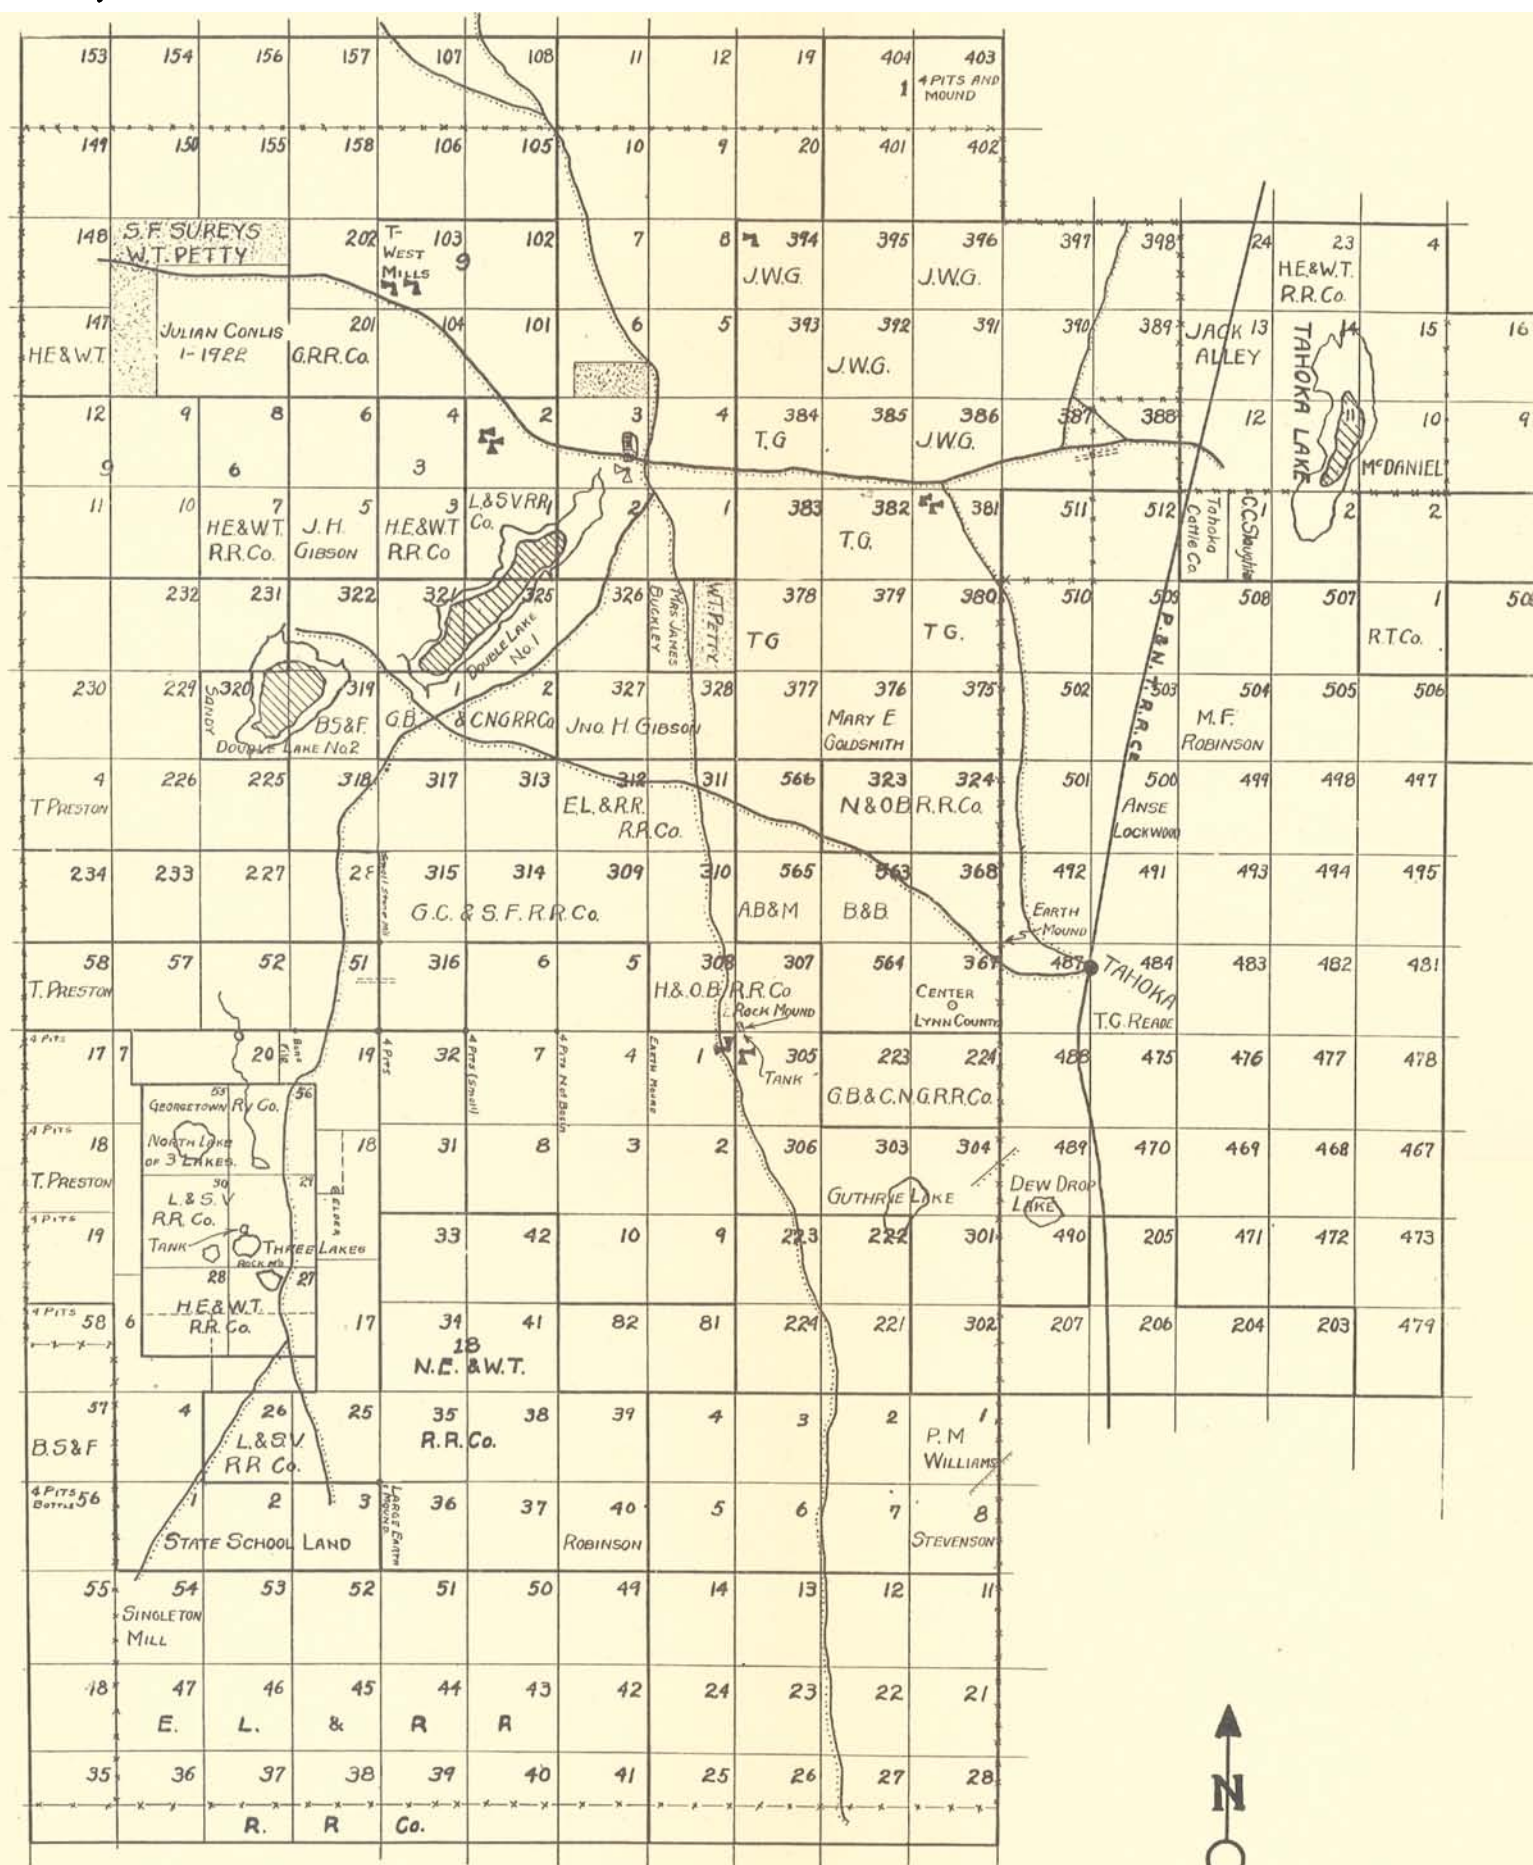 153 154 156 157 107 108 11 12 19 404 403
1 4 PITS AND
MOUND
149 150 155 158 106 105 10 9 20 401 402
148 S.F. SUREYS 202 T- 103 102 7 8 394 395 396 397 398 24 23 4
W.T. PETTY WEST 9
MILLS J.W.G. J.W.G. H.E.&W.T.
R.R.Co.
147 JULIAN CONLIS 201 104 101 6 5 393 392 391 390 389 JACK 13 14 15 16
H.E.&W.T. 1-1922 G.R.R.Co. J.W.G. ALLEY
TAHOKA LAKE
12 9 8 6 4 2 3 4 384 385 386 387 388 12 11 10 9
T.G J.W.G.
9 6 3 McDANIEL
11 10 7 5 3 L.&S.V.R.R. 1 2 1 383 382 381 511 512 1 2 2
H.E.&W.T. J.H. H.E.&W.T Co. T.G. Tahoka C.C.Slaughter
R.R.Co. GIBSON R.R.Co Cattle Co.
232 231 322 321 325 326 378 379 380 510 509 508 507 1
BUCKLEY MRS JANES W.T. PETTY
DOUBLE LAKE TG T G. R.T.Co.
No.1
P.&N.T.R.R.Co
230 229 320 319 1 2 327 328 377 376 375 502 503 504 505 506
SANDY B.S.&F. G.B. & C.N.G.R.R.Co JNO. H. GIBSON MARY E M.F.
DOUBLE LAKE No.2 GOLDSMITH ROBINSON
4 226 225 318 317 313 312 311 566 323 324 501 500 499 498 497
T PRESTON E.L.&R.R. N.&O.B.R.R.Co. ANSE
R.R.Co. LOCKWOOD
234 233 227 28 315 314 309 310 565 563 368 492 491 493 494 495
G.C. & S.F. R.R.Co. A.B&M B.&B. EARTH
MOUND
58 57 52 51 316 6 5 308 307 564 367 487 484 483 482 481
T. PRESTON H.&O.B.R.R.Co CENTER TAHOKA
ROCK MOUND LYNN COUNTY T.G. READE
4 Pits
17 7 20 19 4 PITS 32 4 PITS (Small) 7 4 PITS N of Basin 4 EARTH MOUND 1 305 223 224 488 475 476 477 478
TANK G.B.&C.N.G.R.R.Co.
55 56
GEORGETOWN Ry Co.
4 PITS
18 NORTH LAKE 18 31 8 3 2 306 303 304 489 470 469 468 467
OF 3 LAKES.
T. PRESTON 30 29 GUTHRIE LAKE DEW DROP
L.&S.V LAKE
R.R.Co.
4 PITS
19 TANK THREE LAKES 33 42 10 9 223 222 301 490 205 471 472 473
ROCK MD
28 27
4 PITS
58 6 H.E.&W.T. 17 34 41 82 81 224 221 302 207 206 204 203 479
R.R.Co.
18
N.E. &W.T.
57 4 26 25 35 38 39 4 3 2 1
B.S&F L.&S.V. R.R.Co. P.M
R.R Co. WILLIAMS
4 PITS
BOTTLE 56 1 2 3 LARGE EARTH MOUND 36 37 40 5 6 7 8
STATE SCHOOL LAND ROBINSON STEVENSON
55 54 53 52 51 50 49 14 13 12 11
SINGLETON
MILL
48 47 46 45 44 43 42 24 23 22 21
E. L. & R R
35 36 37 38 39 40 41 25 26 27 28
R. R Co.
N